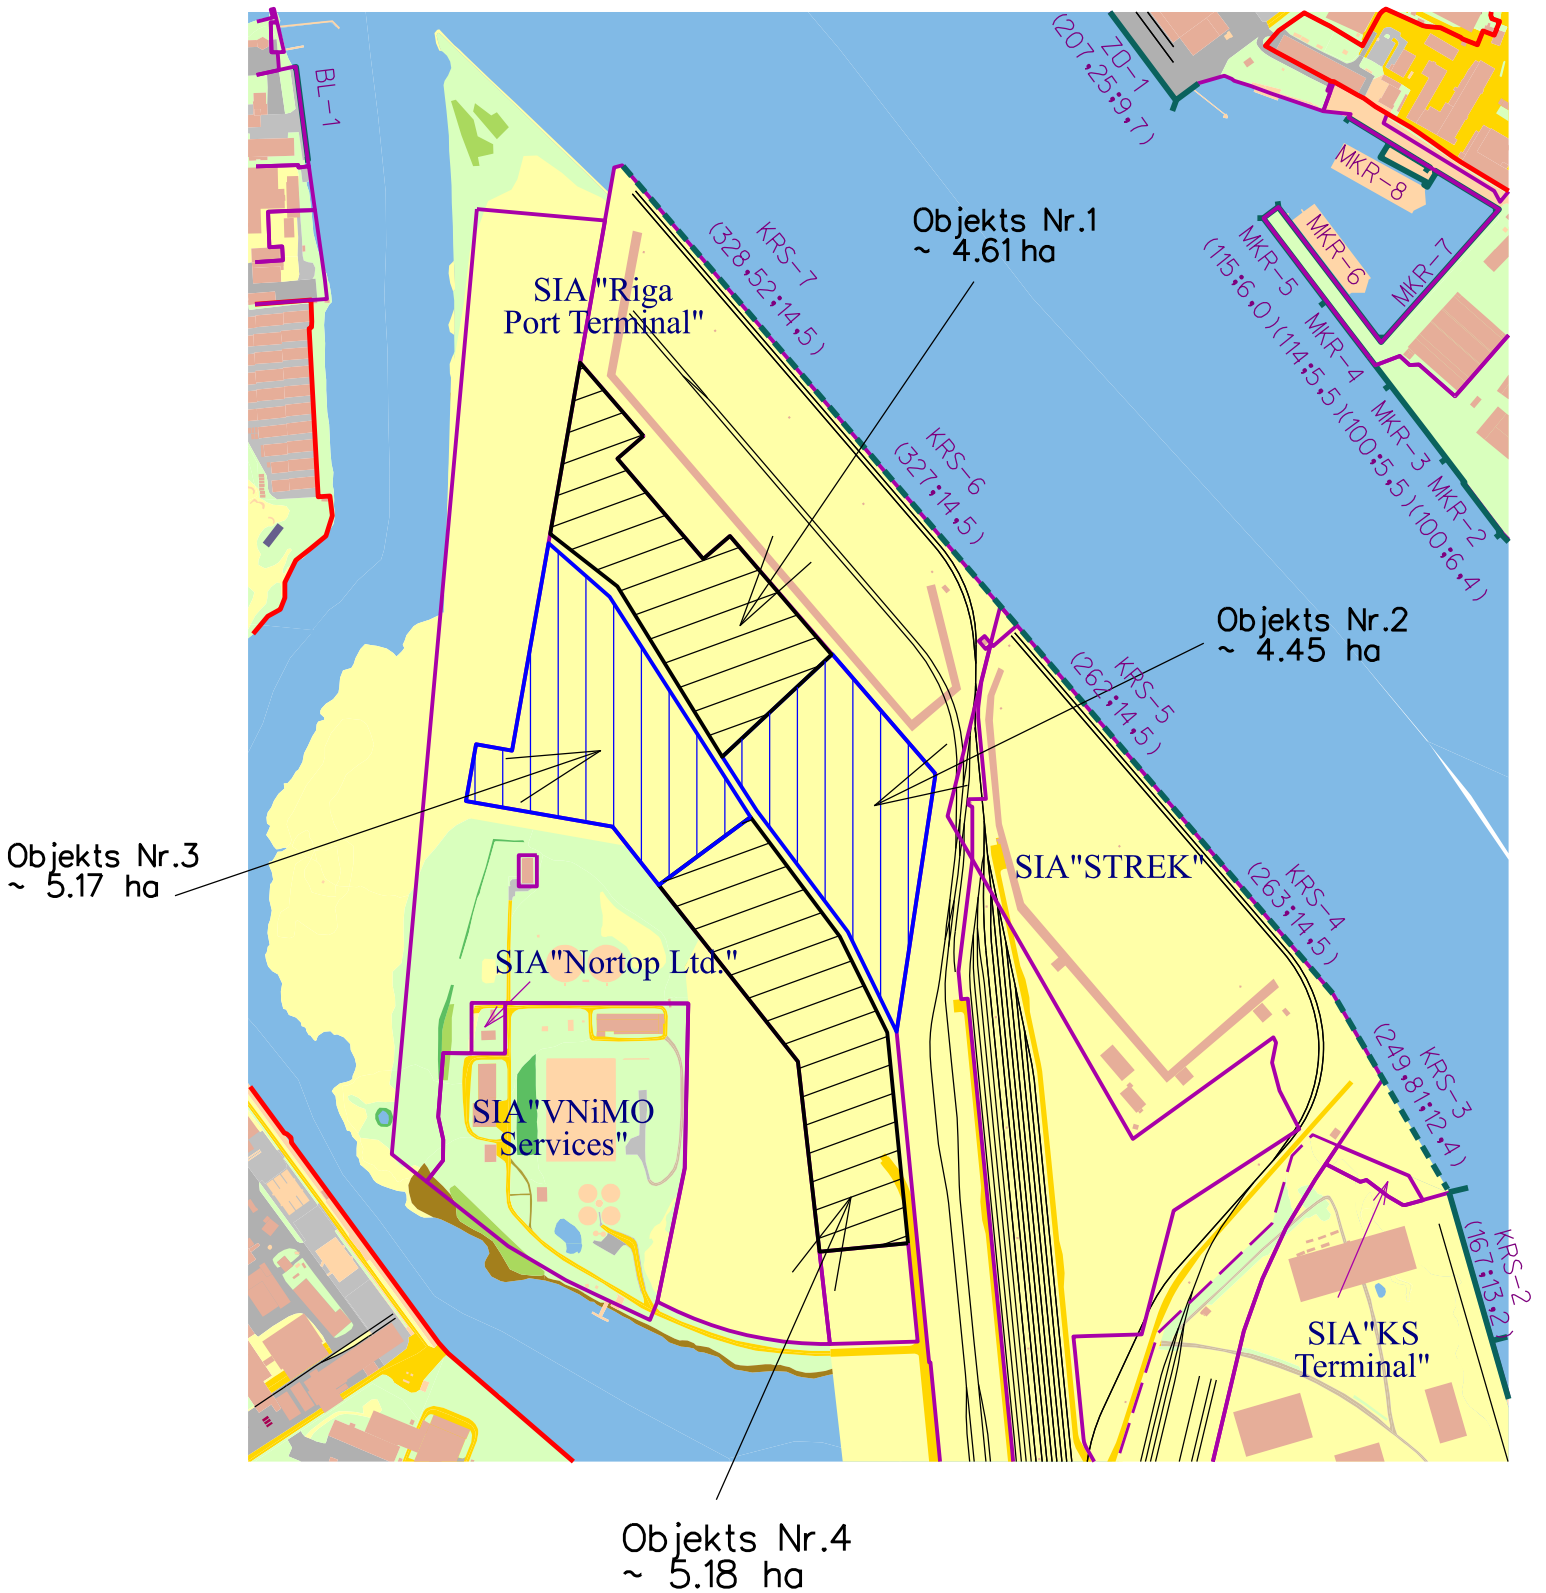 BL-1
ZO-1
(207,25;9,7)
MKR-8
MKR-6
MKR-7
MKR-5
(115;6,0)
MKR-4
(114;5,5)
MKR-3
(100;5,5)
MKR-2
(100;6,4)
Objekts Nr.1
~ 4.61 ha
KRS-7
(328,52;14,5)
SIA "Riga
Port Terminal"
KRS-6
(327;14,5)
Objekts Nr.2
~ 4.45 ha
KRS-5
(262;14,5)
Objekts Nr.3
~ 5.17 ha
SIA"STREK"
KRS-4
(263;14,5)
SIA"Nortop Ltd."
KRS-3
(249,81;12,4)
SIA"VNiMO
Services"
KRS-2
(167;13,2)
SIA"KS
Terminal"
Objekts Nr.4
~ 5.18 ha